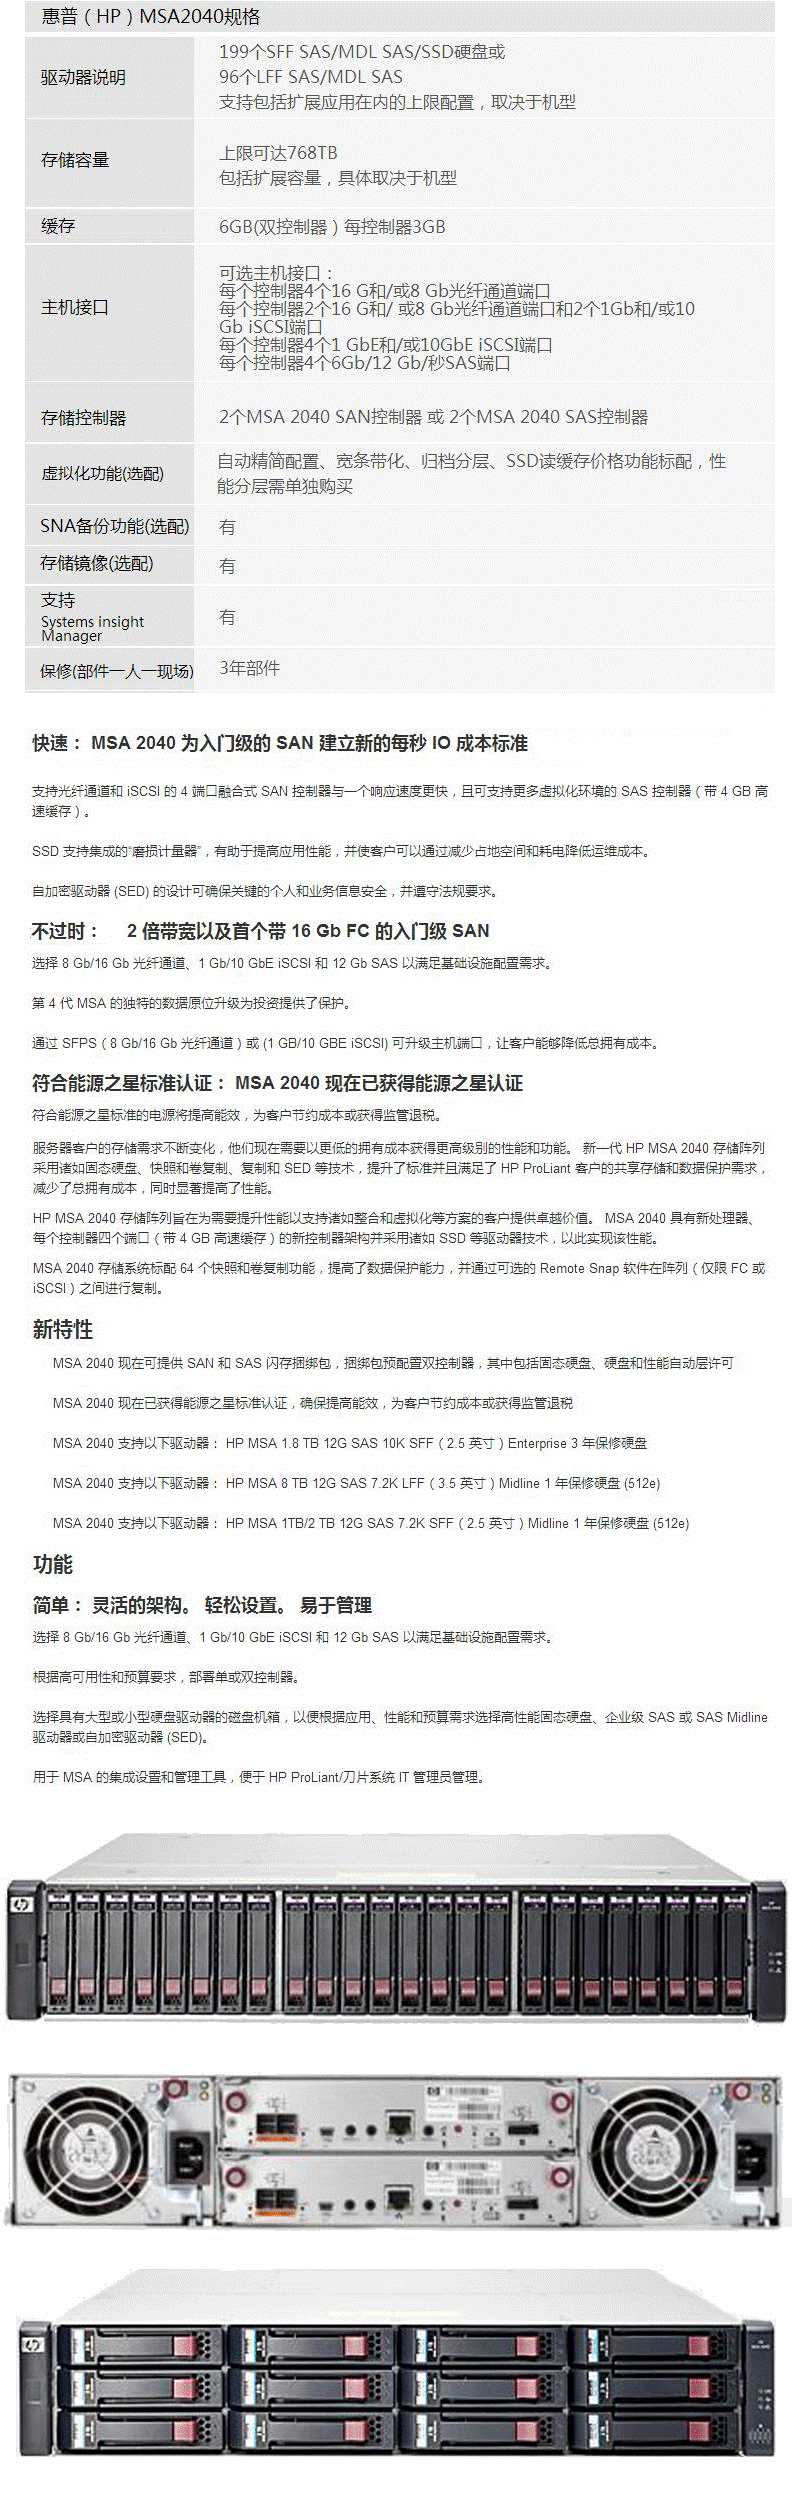 惠普（HP）MSA2040规格
驱动器说明
199个SFF SAS/MDL SAS/SSD硬盘或
96个LFF SAS/MDL SAS
支持包括扩展应用在内的上限配置，取决于机型
存储容量
上限可达768TB
包括扩展容量，具体取决于机型
缓存
6GB(双控制器）每控制器3GB
主机接口
可选主机接口：
每个控制器4个16 G和/或8 Gb光纤通道端口
每个控制器2个16 G和/ 或8 Gb光纤通道端口和2个1Gb和/或10
Gb iSCSI端口
每个控制器4个1 GbE和/或10GbE iSCSI端口
每个控制器4个6Gb/12 Gb/秒SAS端口
存储控制器
2个MSA 2040 SAN控制器 或 2个MSA 2040 SAS控制器
虚拟化功能(选配)
自动精简配置、宽条带化、归档分层、SSD读缓存价格功能标配，性
能分层需单独购买
SNA备份功能(选配)
有
存储镜像(选配)
有
支持
Systems insight
Manager
有
保修(部件一人一现场)
3年部件
快速： MSA 2040 为入门级的 SAN 建立新的每秒 IO 成本标准
支持光纤通道和 iSCSI 的 4 端口融合式 SAN 控制器与一个响应速度更快，且可支持更多虚拟化环境的 SAS 控制器（带 4 GB 高
速缓存）。
SSD 支持集成的“磨损计量器”，有助于提高应用性能，并使客户可以通过减少占地空间和耗电降低运维成本。
自加密驱动器 (SED) 的设计可确保关键的个人和业务信息安全，并遵守法规要求。
不过时： 2 倍带宽以及首个带 16 Gb FC 的入门级 SAN
选择 8 Gb/16 Gb 光纤通道、1 Gb/10 GbE iSCSI 和 12 Gb SAS 以满足基础设施配置需求。
第 4 代 MSA 的独特的数据原位升级为投资提供了保护。
通过 SFPS（8 Gb/16 Gb 光纤通道）或 (1 GB/10 GBE iSCSI) 可升级主机端口，让客户能够降低总拥有成本。
符合能源之星标准认证： MSA 2040 现在已获得能源之星认证
符合能源之星标准的电源将提高能效，为客户节约成本或获得监管退税。
服务器客户的存储需求不断变化，他们现在需要以更低的拥有成本获得更高级别的性能和功能。 新一代 HP MSA 2040 存储阵列
采用诸如固态硬盘、快照和卷复制、复制和 SED 等技术，提升了标准并且满足了 HP ProLiant 客户的共享存储和数据保护需求，
减少了总拥有成本，同时显著提高了性能。
HP MSA 2040 存储阵列旨在为需要提升性能以支持诸如整合和虚拟化等方案的客户提供卓越价值。 MSA 2040 具有新处理器、
每个控制器四个端口（带 4 GB 高速缓存）的新控制器架构并采用诸如 SSD 等驱动器技术，以此实现该性能。
MSA 2040 存储系统标配 64 个快照和卷复制功能，提高了数据保护能力，并通过可选的 Remote Snap 软件在阵列（仅限 FC 或
iSCSI）之间进行复制。
新特性
MSA 2040 现在可提供 SAN 和 SAS 闪存捆绑包，捆绑包预配置双控制器，其中包括固态硬盘、硬盘和性能自动层许可
MSA 2040 现在已获得能源之星标准认证，确保提高能效，为客户节约成本或获得监管退税
MSA 2040 支持以下驱动器： HP MSA 1.8 TB 12G SAS 10K SFF（2.5 英寸）Enterprise 3 年保修硬盘
MSA 2040 支持以下驱动器： HP MSA 8 TB 12G SAS 7.2K LFF（3.5 英寸）Midline 1 年保修硬盘 (512e)
MSA 2040 支持以下驱动器： HP MSA 1TB/2 TB 12G SAS 7.2K SFF（2.5 英寸）Midline 1 年保修硬盘 (512e)
功能
简单： 灵活的架构。 轻松设置。 易于管理
选择 8 Gb/16 Gb 光纤通道、1 Gb/10 GbE iSCSI 和 12 Gb SAS 以满足基础设施配置需求。
根据高可用性和预算要求，部署单或双控制器。
选择具有大型或小型硬盘驱动器的磁盘机箱，以便根据应用、性能和预算需求选择高性能固态硬盘、企业级 SAS 或 SAS Midline
驱动器或自加密驱动器 (SED)。
用于 MSA 的集成设置和管理工具，便于 HP ProLiant/刀片系统 IT 管理员管理。
hp
hp